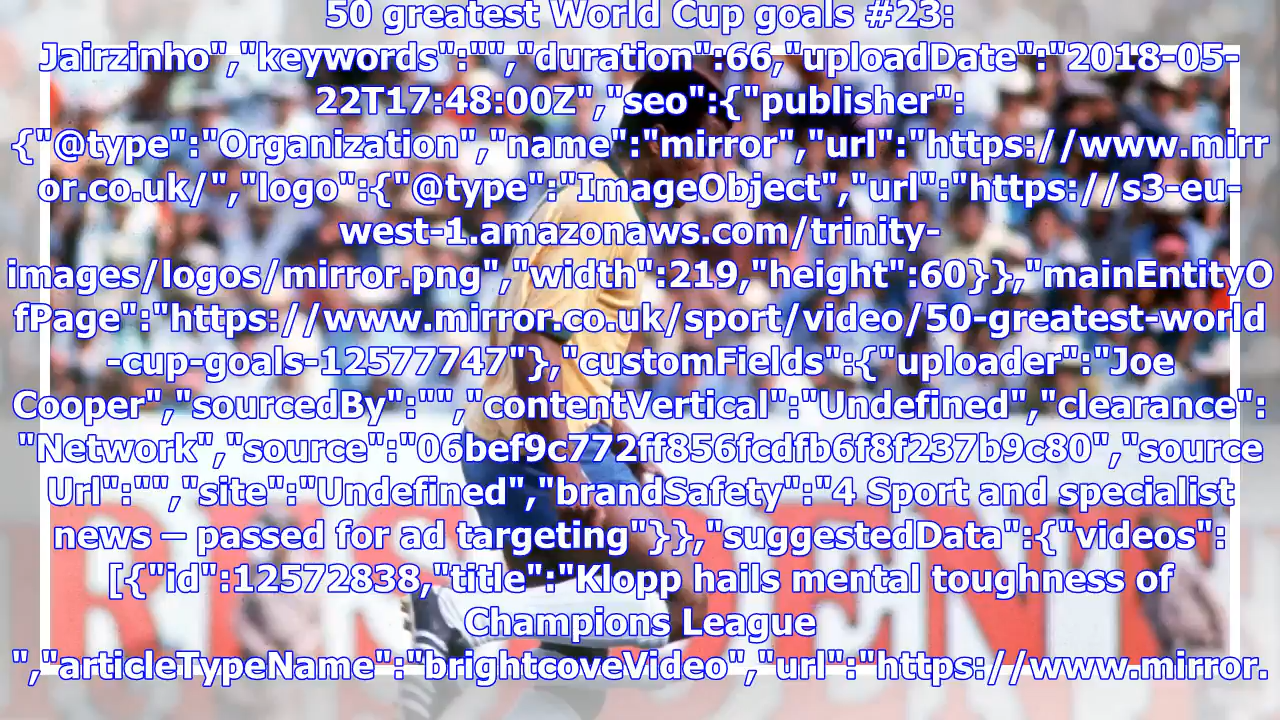 50 greatest World Cup goals #23:
Jairzinho","keywords":"","duration":66,"uploadDate":"2018-05-
22T17:48:00Z","seo":{"publisher":
{"@type":"Organization","name":"mirror","url":"https://www.mirr
or.co.uk/","logo":{"@type":"ImageObject","url":"https://s3-eu-
west-1.amazonaws.com/trinity-
images/logos/mirror.png","width":219,"height":60}},"mainEntityO
fPage":"https://www.mirror.co.uk/sport/video/50-greatest-world
-cup-goals-12577747"},"customFields":{"uploader":"Joe
Cooper","sourcedBy":"","contentVertical":"Undefined","clearance":
"Network","source":"06bef9c772ff856fcdfb6f8f237b9c80","source
Url":"","site":"Undefined","brandSafety":"4 Sport and specialist
news – passed for ad targeting"}},"suggestedData":{"videos":
[{"id":12572838,"title":"Klopp hails mental toughness of
Champions League
","articleTypeName":"brightcoveVideo","url":"https://www.mirror.